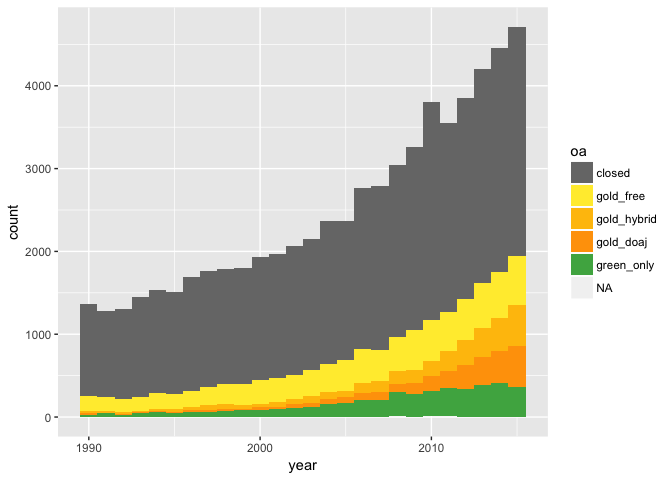 4000
3000
2000
1000
0
count
1990
2000
2010
year
oa
closed
gold_free
gold_hybrid
gold_doaj
green_only
NA